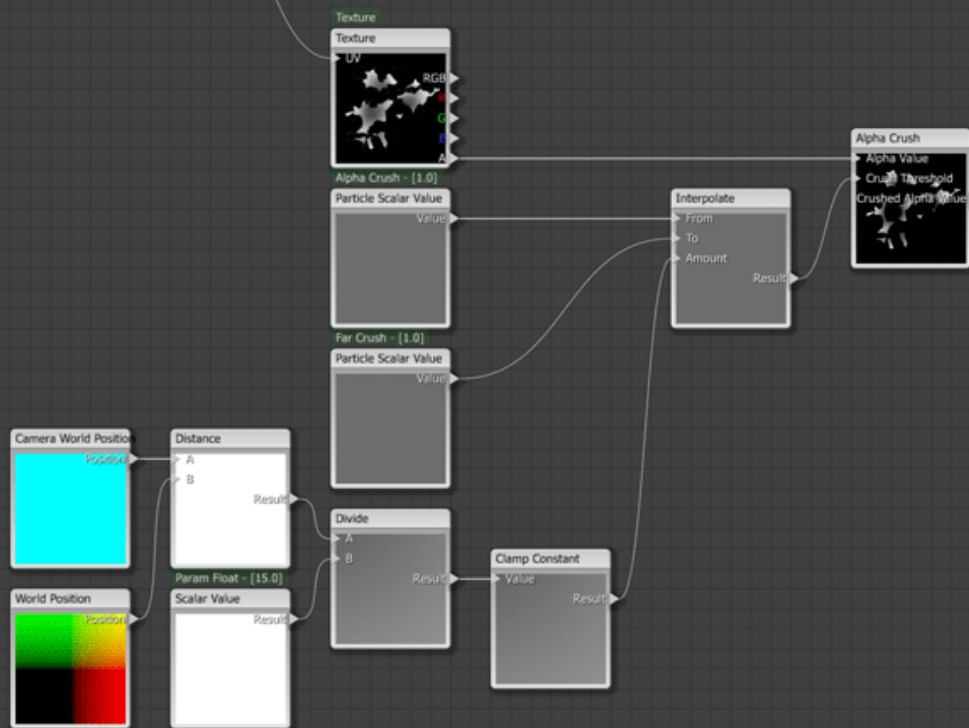 Texture
Texture
UV
RGB
R
G
B
A
Alpha Crush - [1.0]
Particle Scalar Value
Value
Far Crush - [1.0]
Particle Scalar Value
Value
Camera World Position
Position
World Position
Position
Distance
A
B
Result
Param Float - [15.0]
Scalar Value
Result
Divide
A
B
Result
Clamp Constant
Value
Result
Interpolate
From
To
Amount
Result
Alpha Crush
Alpha Value
Crush Threshold
Crushed Alpha Value